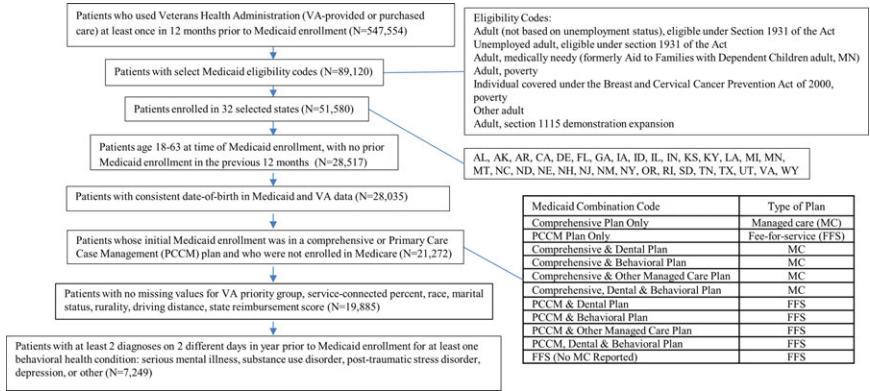 Patients who used Veterans Health Administration (VA-provided or purchased
care) at least once in 12 months prior to Medicaid enrollment (N=547,554)
Patients with select Medicaid eligibility codes (N=89,120)
Patients enrolled in 32 selected states (N=51,580)
Patients age 18-63 at time of Medicaid enrollment, with no prior
Medicaid enrollment in the previous 12 months (N=28,517)
Patients with consistent date-of-birth in Medicaid and VA data (N=28,035)
Patients whose initial Medicaid enrollment was in a comprehensive or Primary Care
Case Management (PCCM) plan and who were not enrolled in Medicare (N=21,272)
Patients with no missing values for VA priority group, service-connected percent, race, marital
status, rurality, driving distance, state reimbursement score (N=19,885)
Patients with at least 2 diagnoses on 2 different days in year prior to Medicaid enrollment for at least one
behavioral health condition: serious mental illness, substance use disorder, post-traumatic stress disorder,
depression, or other (N=7,249)
Eligibility Codes:
Adult (not based on unemployment status), eligible under Section 1931 of the Act
Unemployed adult, eligible under section 1931 of the Act
Adult, medically needy (formerly Aid to Families with Dependent Children adult, MN)
Adult, poverty
Individual covered under the Breast and Cervical Cancer Prevention Act of 2000,
poverty
Other adult
Adult, section 1115 demonstration expansion
AL, AK, AR, CA, DE, FL, GA, IA, ID, IL, IN, KS, KY, LA, MI, MN,
MT, NC, ND, NE, NH, NJ, NM, NY, OR, RI, SD, TN, TX, UT, VA, WY
Medicaid Combination Code Type of Plan
Comprehensive Plan Only Managed care (MC)
PCCM Plan Only Fee-for-service (FFS)
Comprehensive & Dental Plan MC
Comprehensive & Behavioral Plan MC
Comprehensive & Other Managed Care Plan MC
Comprehensive, Dental & Behavioral Plan MC
PCCM & Dental Plan FFS
PCCM & Behavioral Plan FFS
PCCM & Other Managed Care Plan FFS
PCCM, Dental & Behavioral Plan FFS
FFS (No MC Reported) FFS